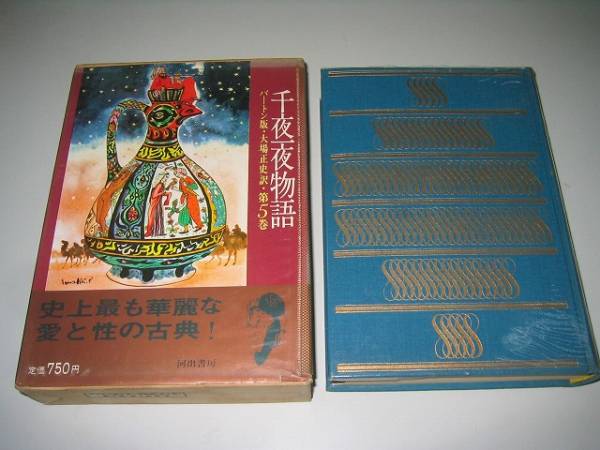 千夜一夜物語
バートン版・大場正史訳・第5巻
史上最も華麗な
愛と性の古典!
河出書房
定価750円